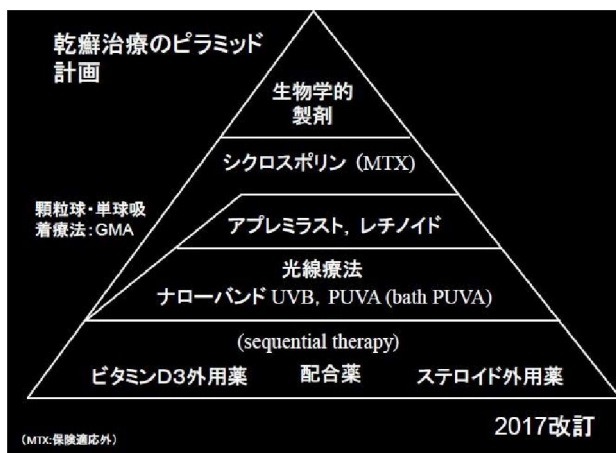 乾癬治療のピラミッド
計画
生物学的
製剤
シクロスポリン (MTX)
顆粒球・単球吸
着療法:GMA
アプレミラスト, レチノイド
光線療法
ナローバンド UVB, PUVA (bath PUVA)
(sequential therapy)
ビタミンD3外用薬 配合薬 ステロイド外用薬
2017改訂
(MTX:保険適応外)